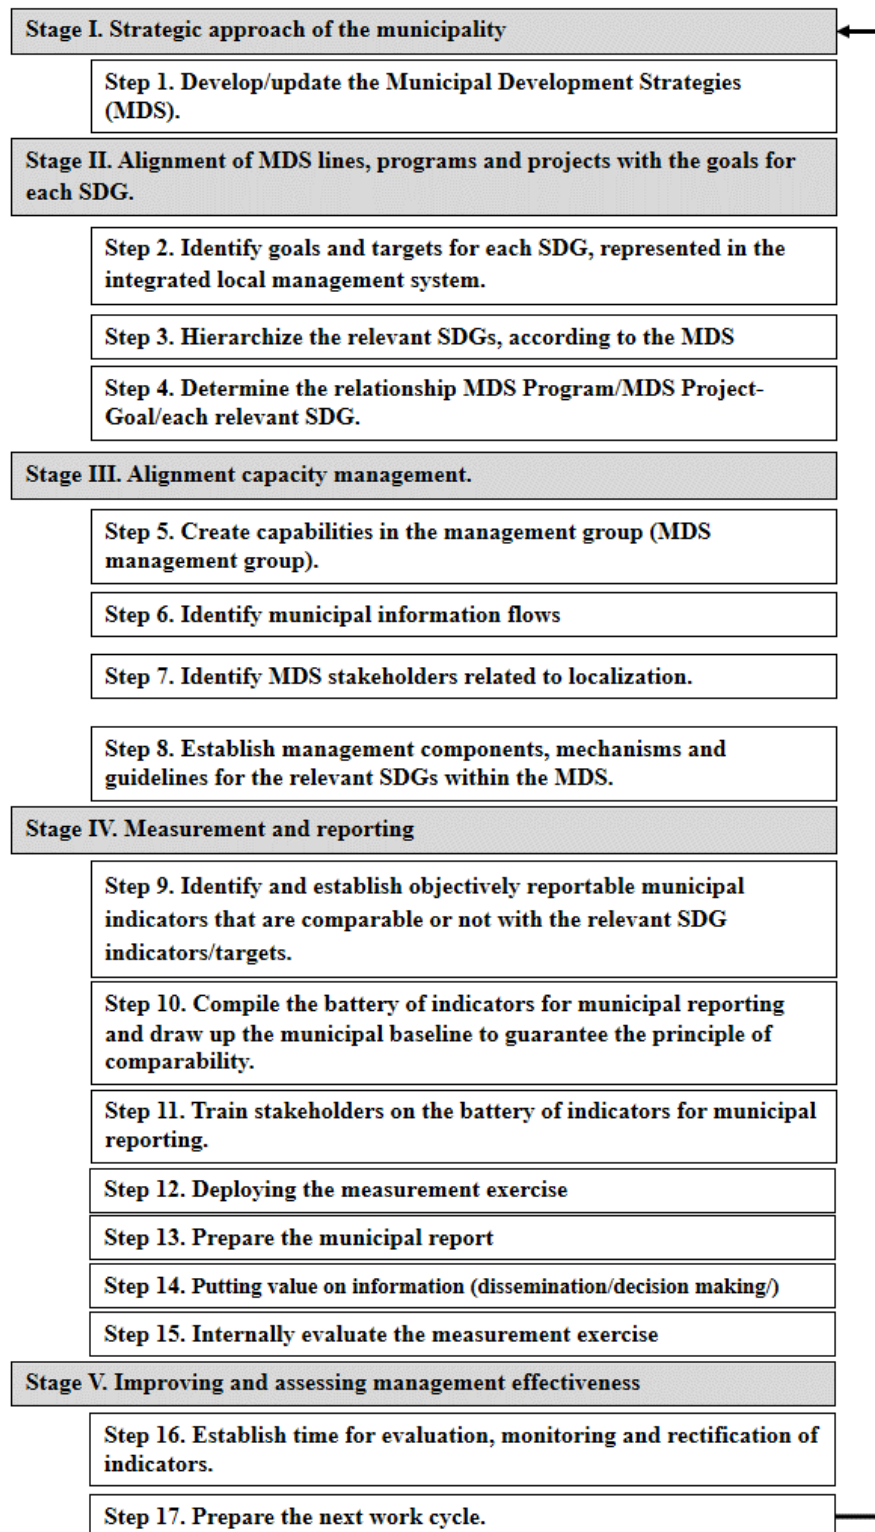 Stage I. Strategic approach of the municipality
Step 1. Develop/update the Municipal Development Strategies
(MDS).
Stage II. Alignment of MDS lines, programs and projects with the goals for
each SDG.
Step 2. Identify goals and targets for each SDG, represented in the
integrated local management system.
Step 3. Hierarchize the relevant SDGs, according to the MDS
Step 4. Determine the relationship MDS Program/MDS Project-
Goal/each relevant SDG.
Stage III. Alignment capacity management.
Step 5. Create capabilities in the management group (MDS
management group).
Step 6. Identify municipal information flows
Step 7. Identify MDS stakeholders related to localization.
Step 8. Establish management components, mechanisms and
guidelines for the relevant SDGs within the MDS.
Stage IV. Measurement and reporting
Step 9. Identify and establish objectively reportable municipal
indicators that are comparable or not with the relevant SDG
indicators/targets.
Step 10. Compile the battery of indicators for municipal reporting
and draw up the municipal baseline to guarantee the principle of
comparability.
Step 11. Train stakeholders on the battery of indicators for municipal
reporting.
Step 12. Deploying the measurement exercise
Step 13. Prepare the municipal report
Step 14. Putting value on information (dissemination/decision making/)
Step 15. Internally evaluate the measurement exercise
Stage V. Improving and assessing management effectiveness
Step 16. Establish time for evaluation, monitoring and rectification of
indicators.
Step 17. Prepare the next work cycle.